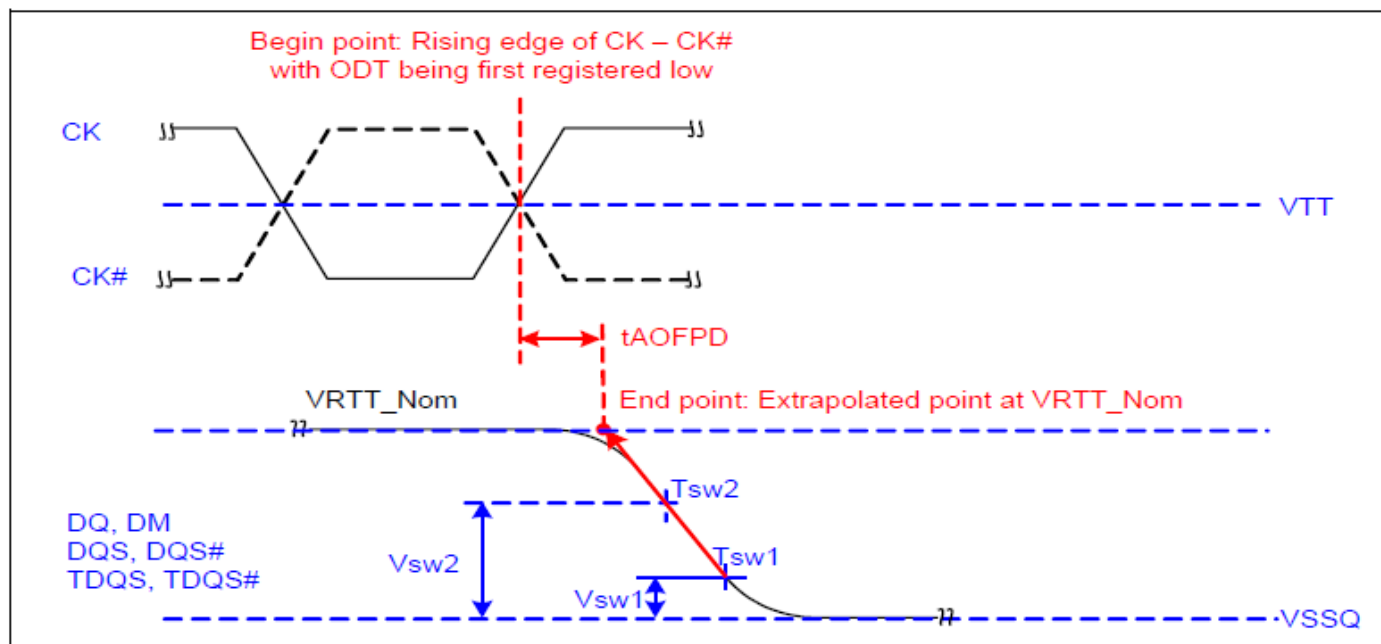 Begin point: Rising edge of CK – CK#
with ODT being first registered low
CK
VTT
CK#
tAOFPD
VRTT_Nom
End point: Extrapolated point at VRTT_Nom
Tsw2
DQ, DM
DQS, DQS#
TDQS, TDQS#
Vsw2
Tsw1
Vsw1
VSSQ